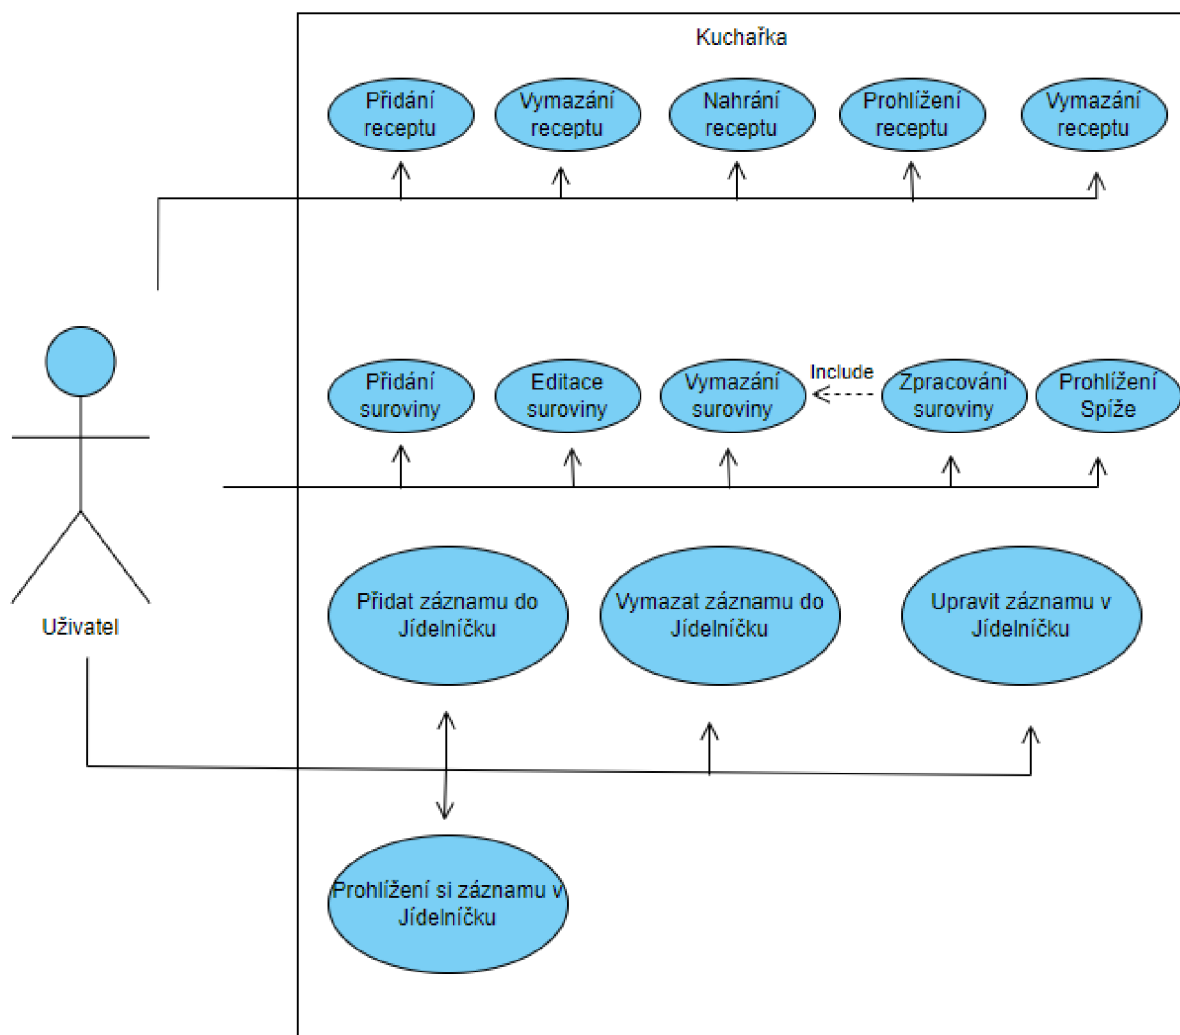 Kuchařka
Přidání
receptu
Vymazání
receptu
Nahrání
receptu
Prohlížení
receptu
Vymazání
receptu
Přidání
suroviny
Editace
suroviny
Vymazání
suroviny
Include
Zpracování
suroviny
Prohlížení
Spíže
Uživatel
Přidat záznamu do
Jídelníčku
Vymazat záznamu do
Jídelníčku
Upravit záznamu v
Jídelníčku
Prohlížení si záznamu v
Jídelníčku